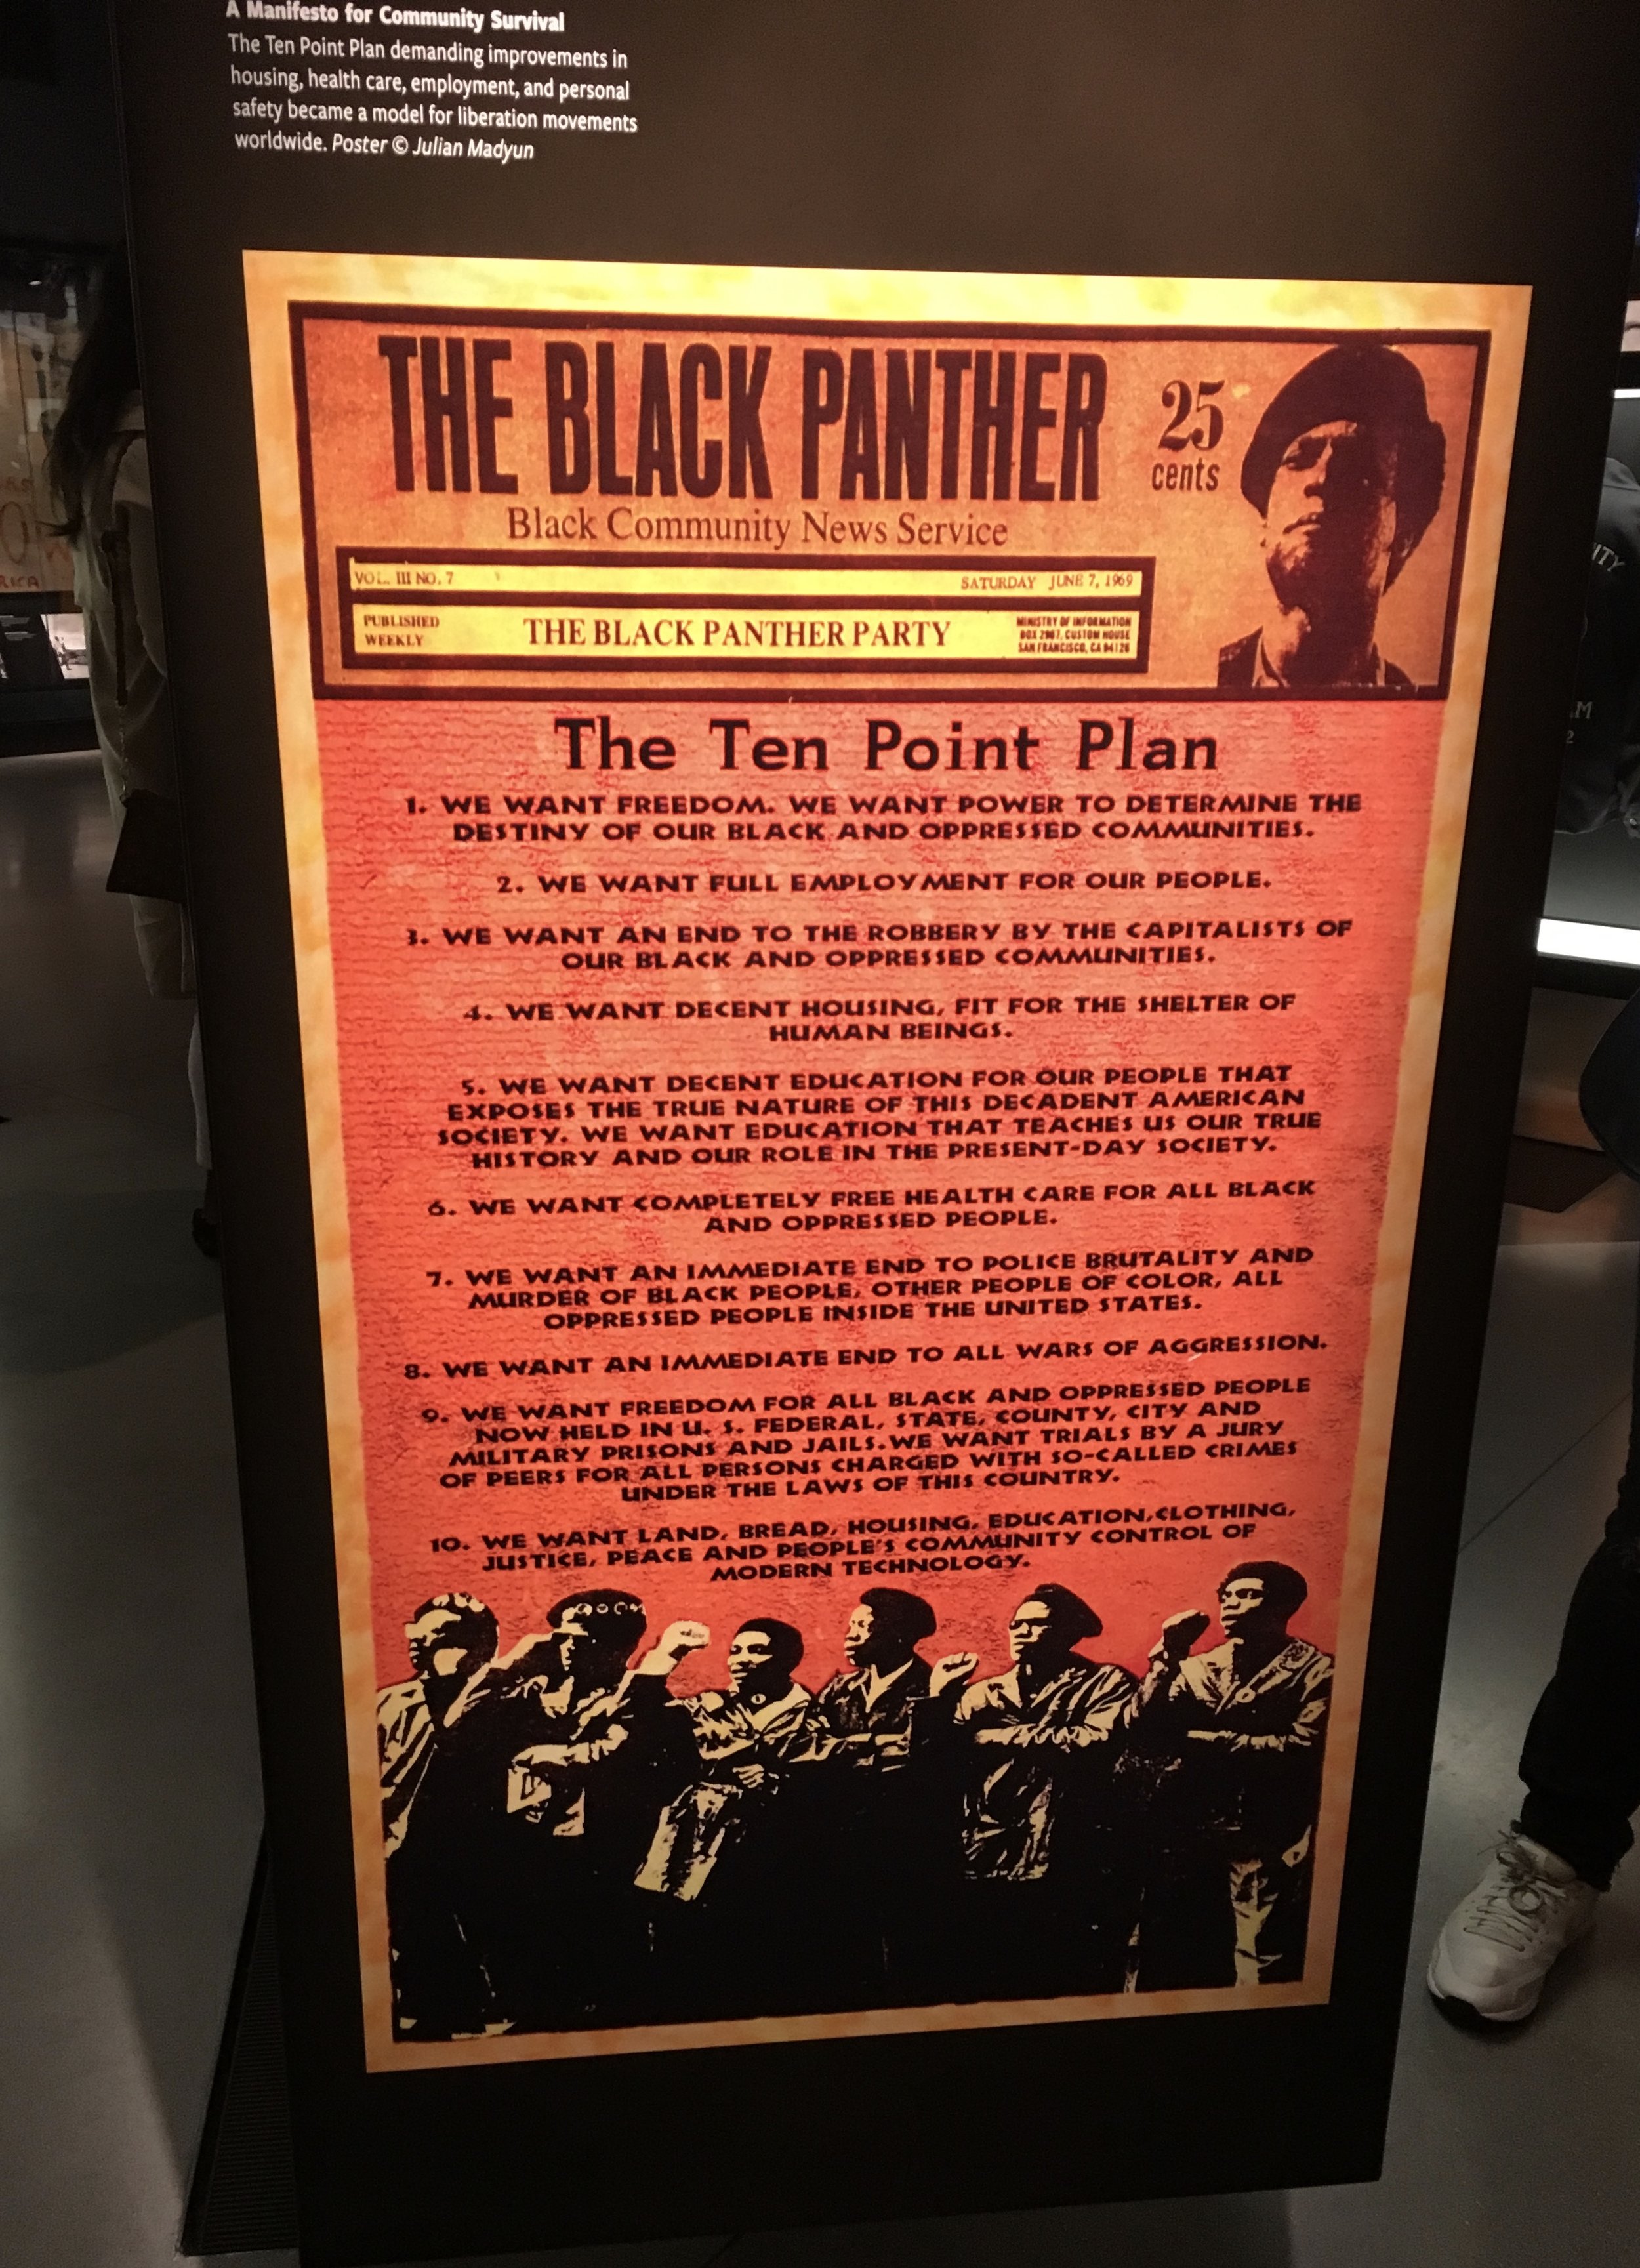 A Manifesto for Community Survival
The Ten Point Plan demanding improvements in
housing, health care, employment, and personal
safety became a model for liberation movements
worldwide. Poster © Julian Madyun
THE BLACK PANTHER
25
cents
Black Community News Service
VOL. III NO. 7
SATURDAY JUNE 7, 1969
PUBLISHED
WEEKLY
THE BLACK PANTHER PARTY
MINISTRY OF INFORMATION
BOX 2967, CUSTOM HOUSE
SAN FRANCISCO, CA 94126
The Ten Point Plan
1. WE WANT FREEDOM. WE WANT POWER TO DETERMINE THE
DESTINY OF OUR BLACK AND OPPRESSED COMMUNITIES.
2. WE WANT FULL EMPLOYMENT FOR OUR PEOPLE.
3. WE WANT AN END TO THE ROBBERY BY THE CAPITALISTS OF
OUR BLACK AND OPPRESSED COMMUNITIES.
4. WE WANT DECENT HOUSING, FIT FOR THE SHELTER OF
HUMAN BEINGS.
5. WE WANT DECENT EDUCATION FOR OUR PEOPLE THAT
EXPOSES THE TRUE NATURE OF THIS DECADENT AMERICAN
SOCIETY. WE WANT EDUCATION THAT TEACHES US OUR TRUE
HISTORY AND OUR ROLE IN THE PRESENT-DAY SOCIETY.
6. WE WANT COMPLETELY FREE HEALTH CARE FOR ALL BLACK
AND OPPRESSED PEOPLE.
7. WE WANT AN IMMEDIATE END TO POLICE BRUTALITY AND
MURDER OF BLACK PEOPLE, OTHER PEOPLE OF COLOR, ALL
OPPRESSED PEOPLE INSIDE THE UNITED STATES.
8. WE WANT AN IMMEDIATE END TO ALL WARS OF AGGRESSION.
9. WE WANT FREEDOM FOR ALL BLACK AND OPPRESSED PEOPLE
NOW HELD IN U. S. FEDERAL, STATE, COUNTY, CITY AND
MILITARY PRISONS AND JAILS. WE WANT TRIALS BY A JURY
OF PEERS FOR ALL PERSONS CHARGED WITH SO-CALLED CRIMES
UNDER THE LAWS OF THIS COUNTRY.
10. WE WANT LAND, BREAD, HOUSING, EDUCATION, CLOTHING,
JUSTICE, PEACE AND PEOPLE'S COMMUNITY CONTROL OF
MODERN TECHNOLOGY.